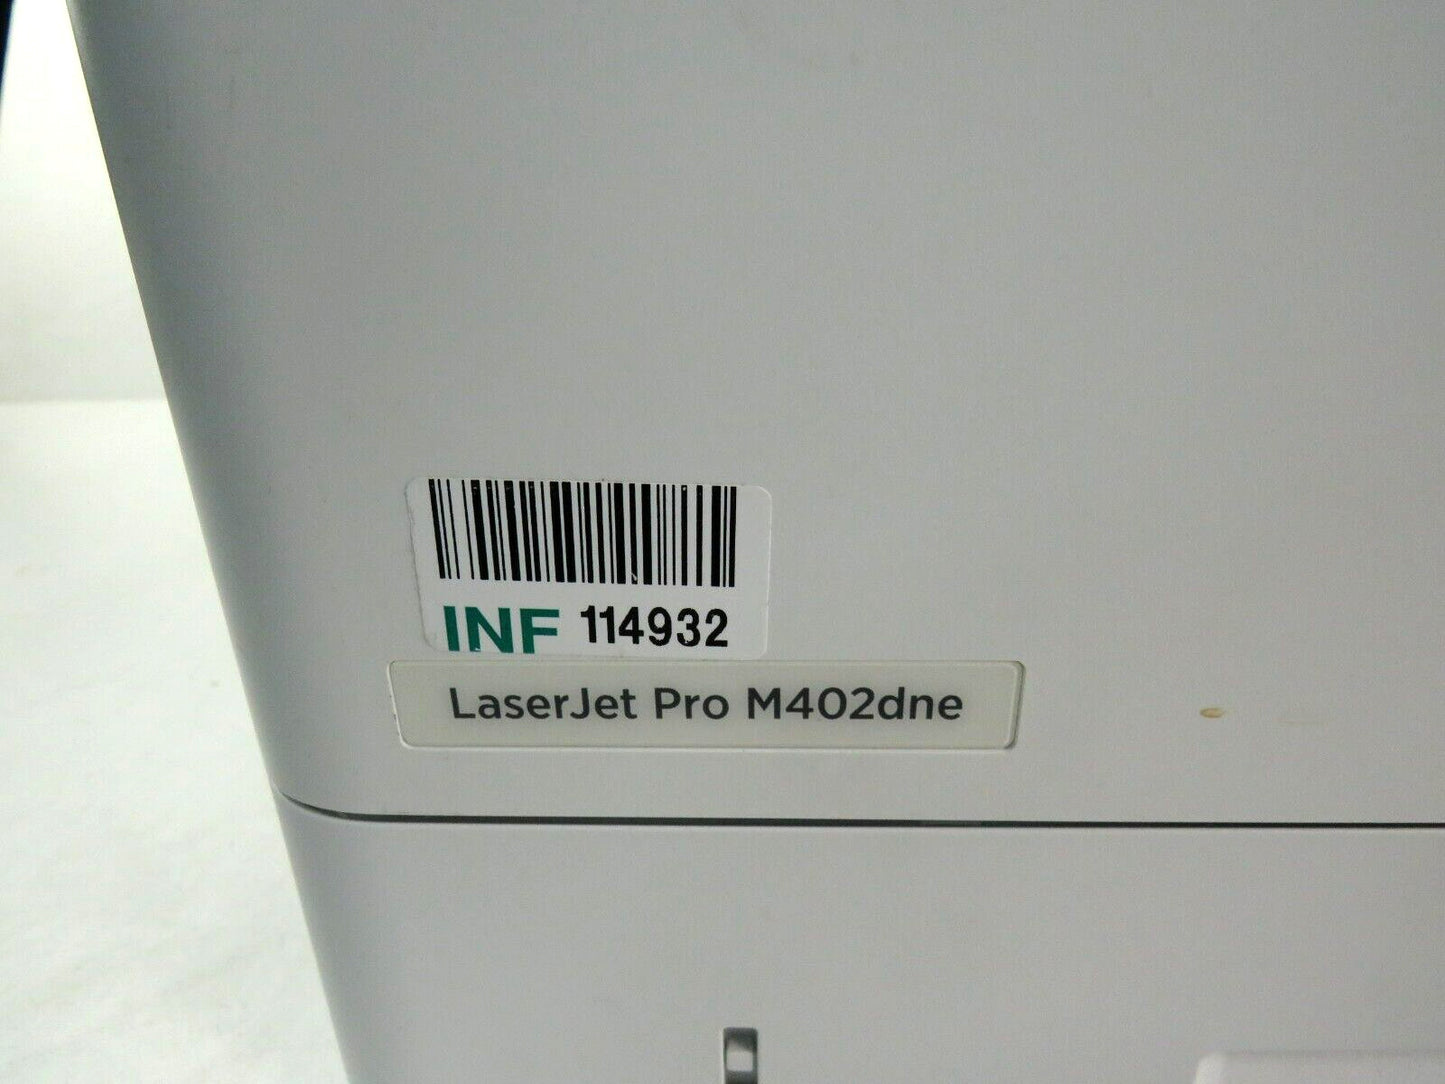 INF 114932
LaserJet Pro M402dne